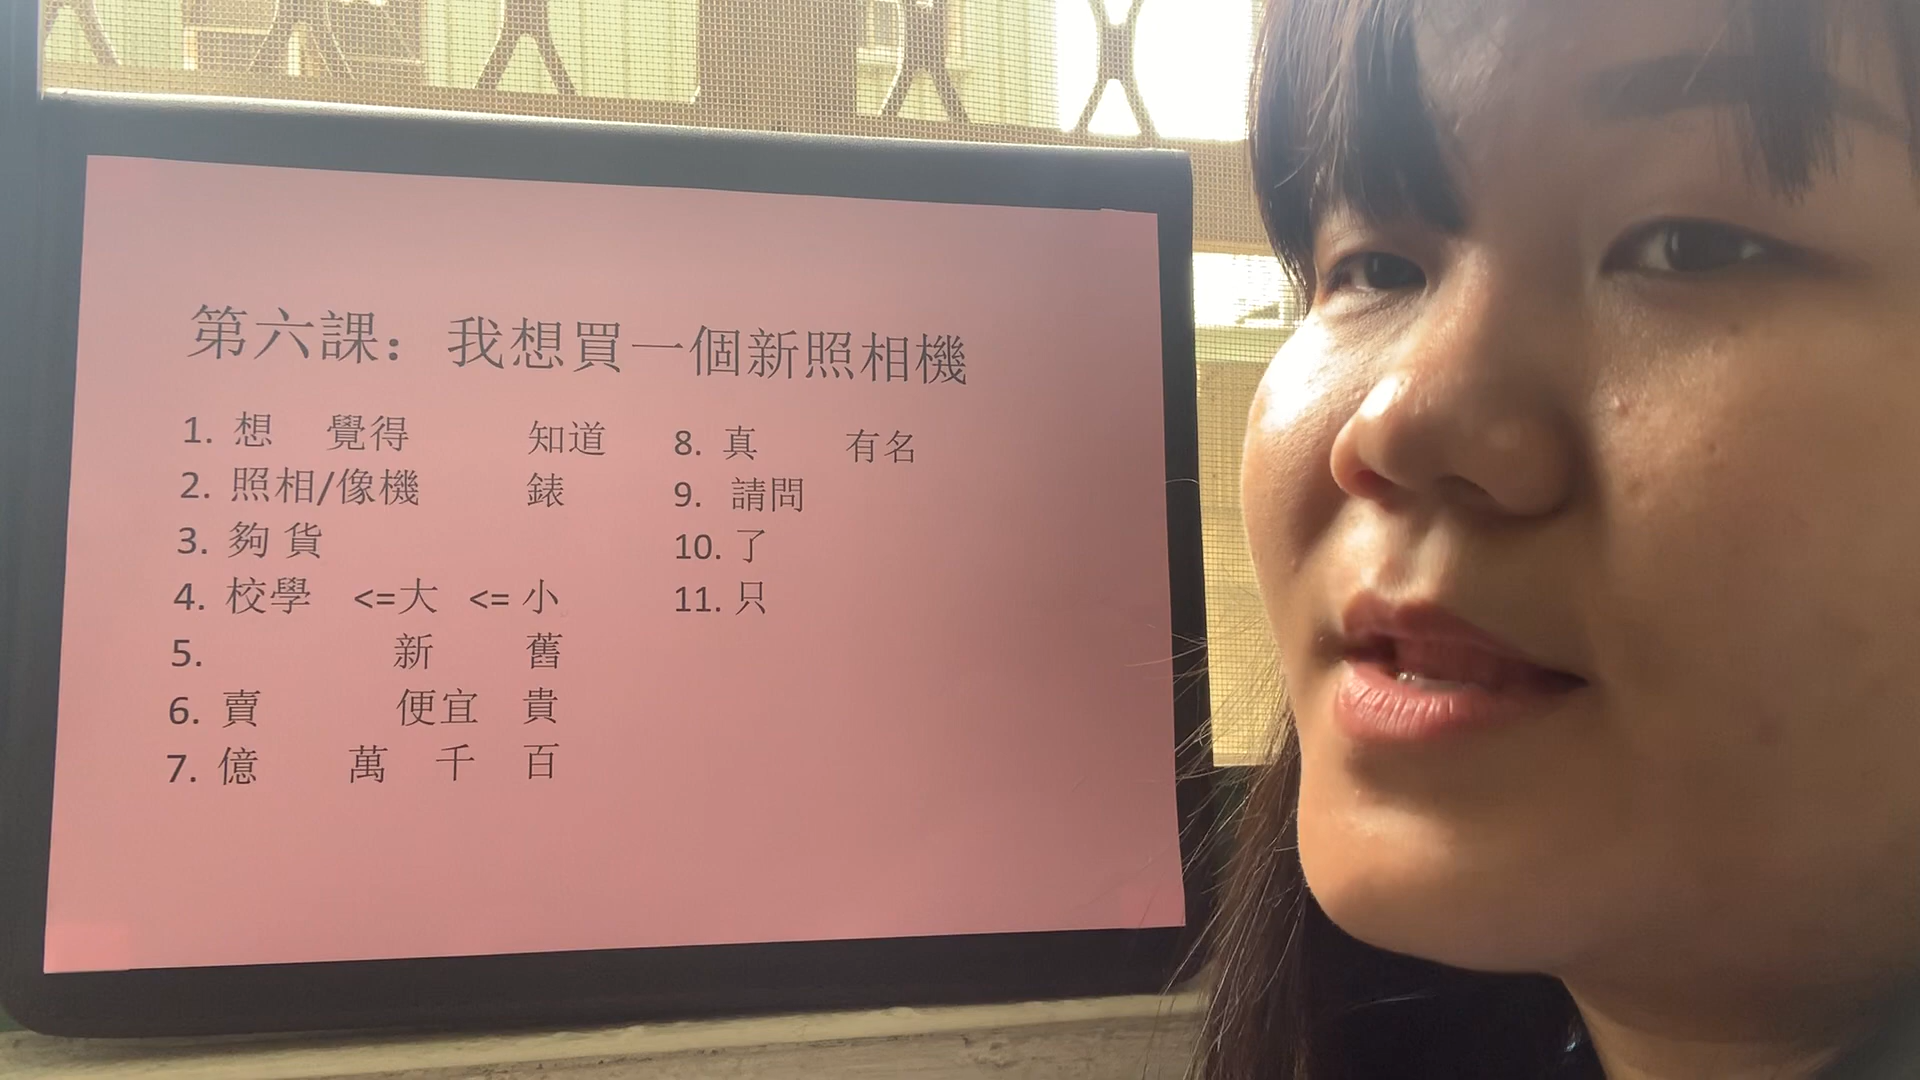 第六課：我想買一個新照相機
1. 想 覺得 知道
2. 照相/像機 錶
3. 夠 貨
4. 校學 <=大 <= 小
5. 新 舊
6. 賣 便宜 貴
7. 億 萬 千 百
8. 真 有名
9. 請問
10. 了
11. 只